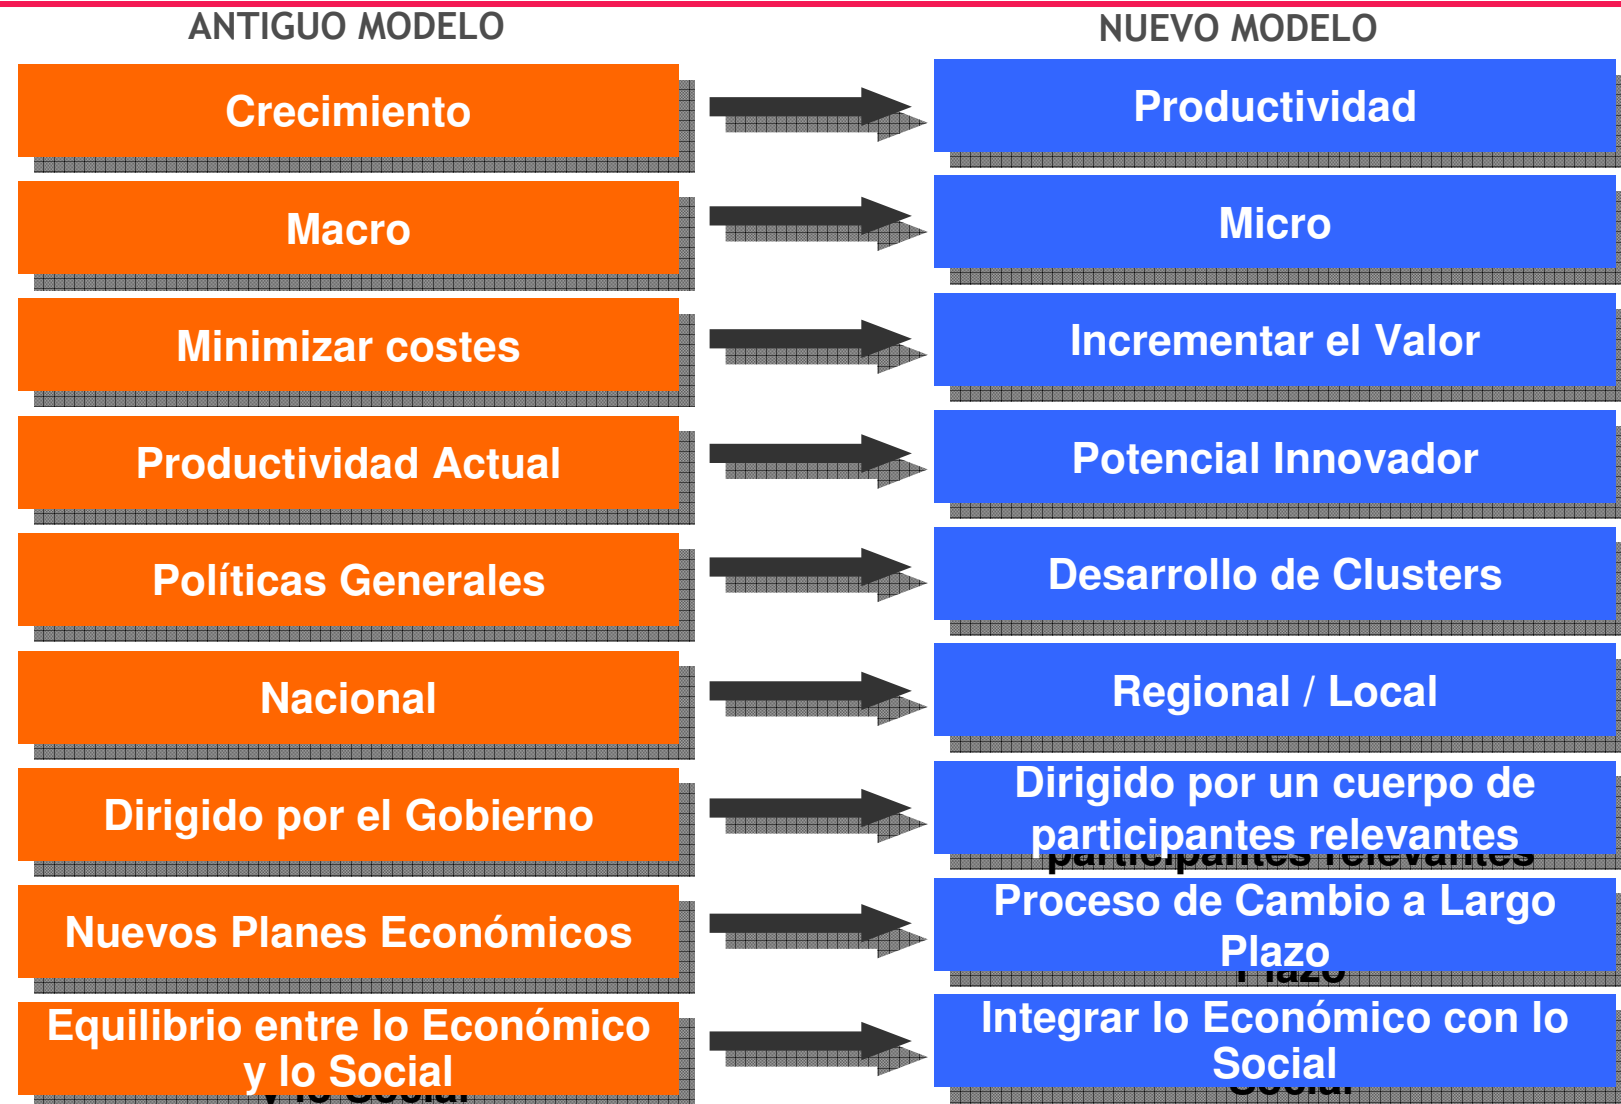 ANTIGUO MODELO
NUEVO MODELO
Crecimiento
Productividad
Macro
Micro
Minimizar costes
Incrementar el Valor
Productividad Actual
Potencial Innovador
Políticas Generales
Desarrollo de Clusters
Nacional
Regional / Local
Dirigido por el Gobierno
Dirigido por un cuerpo de
participantes relevantes
Nuevos Planes Económicos
Proceso de Cambio a Largo
Plazo
Equilibrio entre lo Económico
y lo Social
Integrar lo Económico con lo
Social